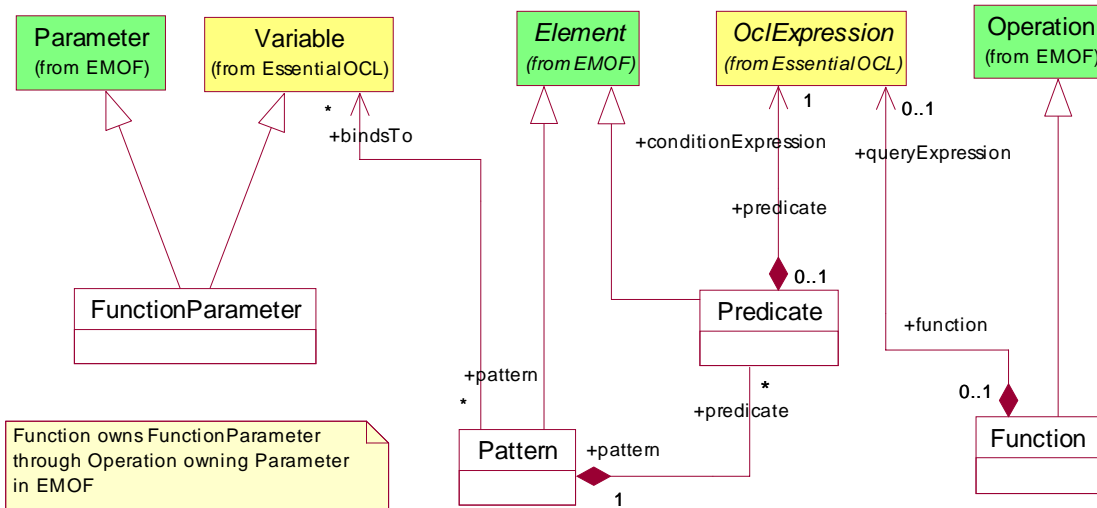 Parameter
(from EMOF)
Variable
(from EssentialOCL)
Element
(from EMOF)
OclExpression
(from EssentialOCL)
Operation
(from EMOF)
*
+bindsTo
1
0..1
+conditionExpression
+queryExpression
+predicate
0..1
FunctionParameter
Predicate
+function
+pattern
*
*
+predicate
0..1
Function owns FunctionParameter
through Operation owning Parameter
in EMOF
Pattern
+pattern
1
Function